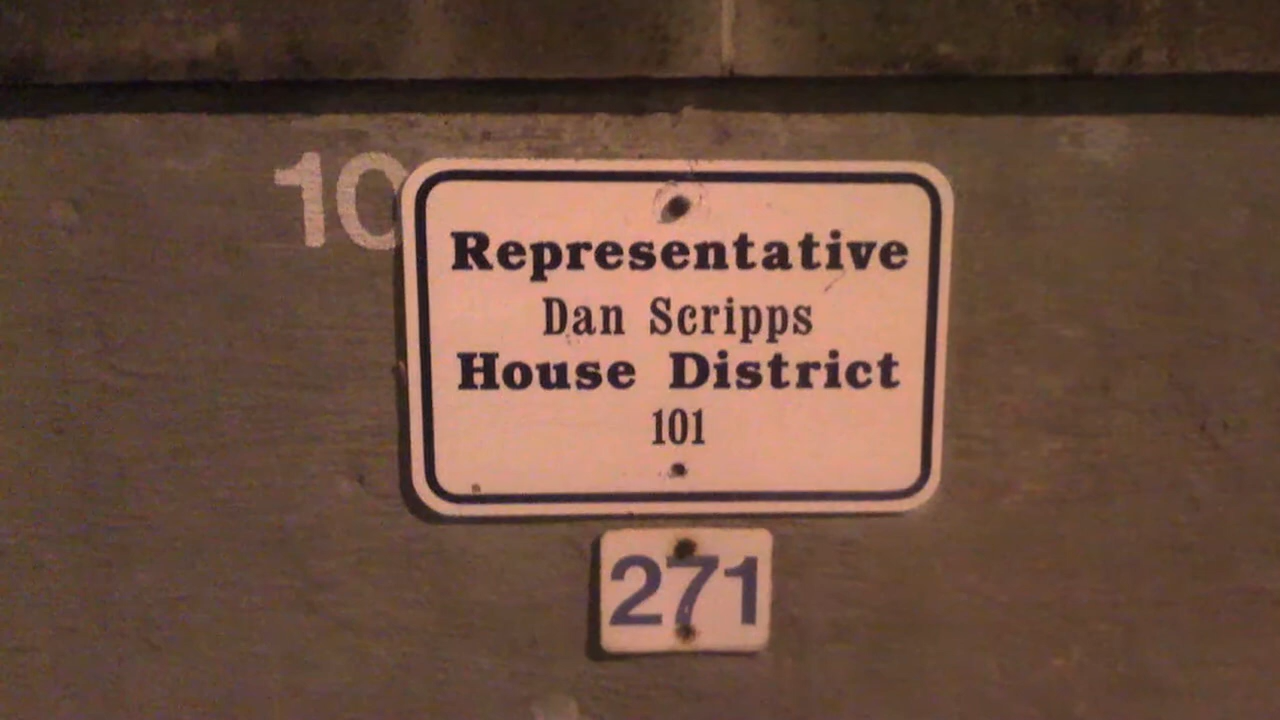 10
Representative
Dan Scripps
House District
101
271